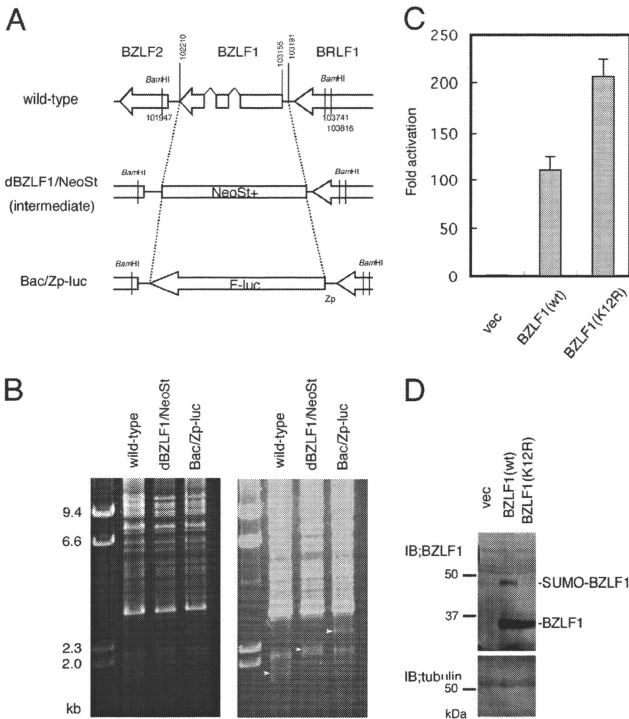 A
BZLF2
102210
BZLF1
103155
103191
BRLF1
wild-type
BamHI
101947
BamHI
103741
103816
dBZLF1/NeoSt
(intermediate)
BamHI
NeoSt+
BamHI
Bac/Zp-luc
BamHI
F-luc
Zp
BamHI
B
wild-type
dBZLF1/NeoSt
Bac/Zp-luc
wild-type
dBZLF1/NeoSt
Bac/Zp-luc
9.4
6.6
2.3
2.0
kb
C
Fold activation
250
200
150
100
50
0
vec
BZLF1(wt)
BZLF1(K12R)
D
vec
BZLF1(wt)
BZLF1(K12R)
IB;BZLF1
50
-SUMO-BZLF1
37
-BZLF1
IB;tubulin
50
kDa